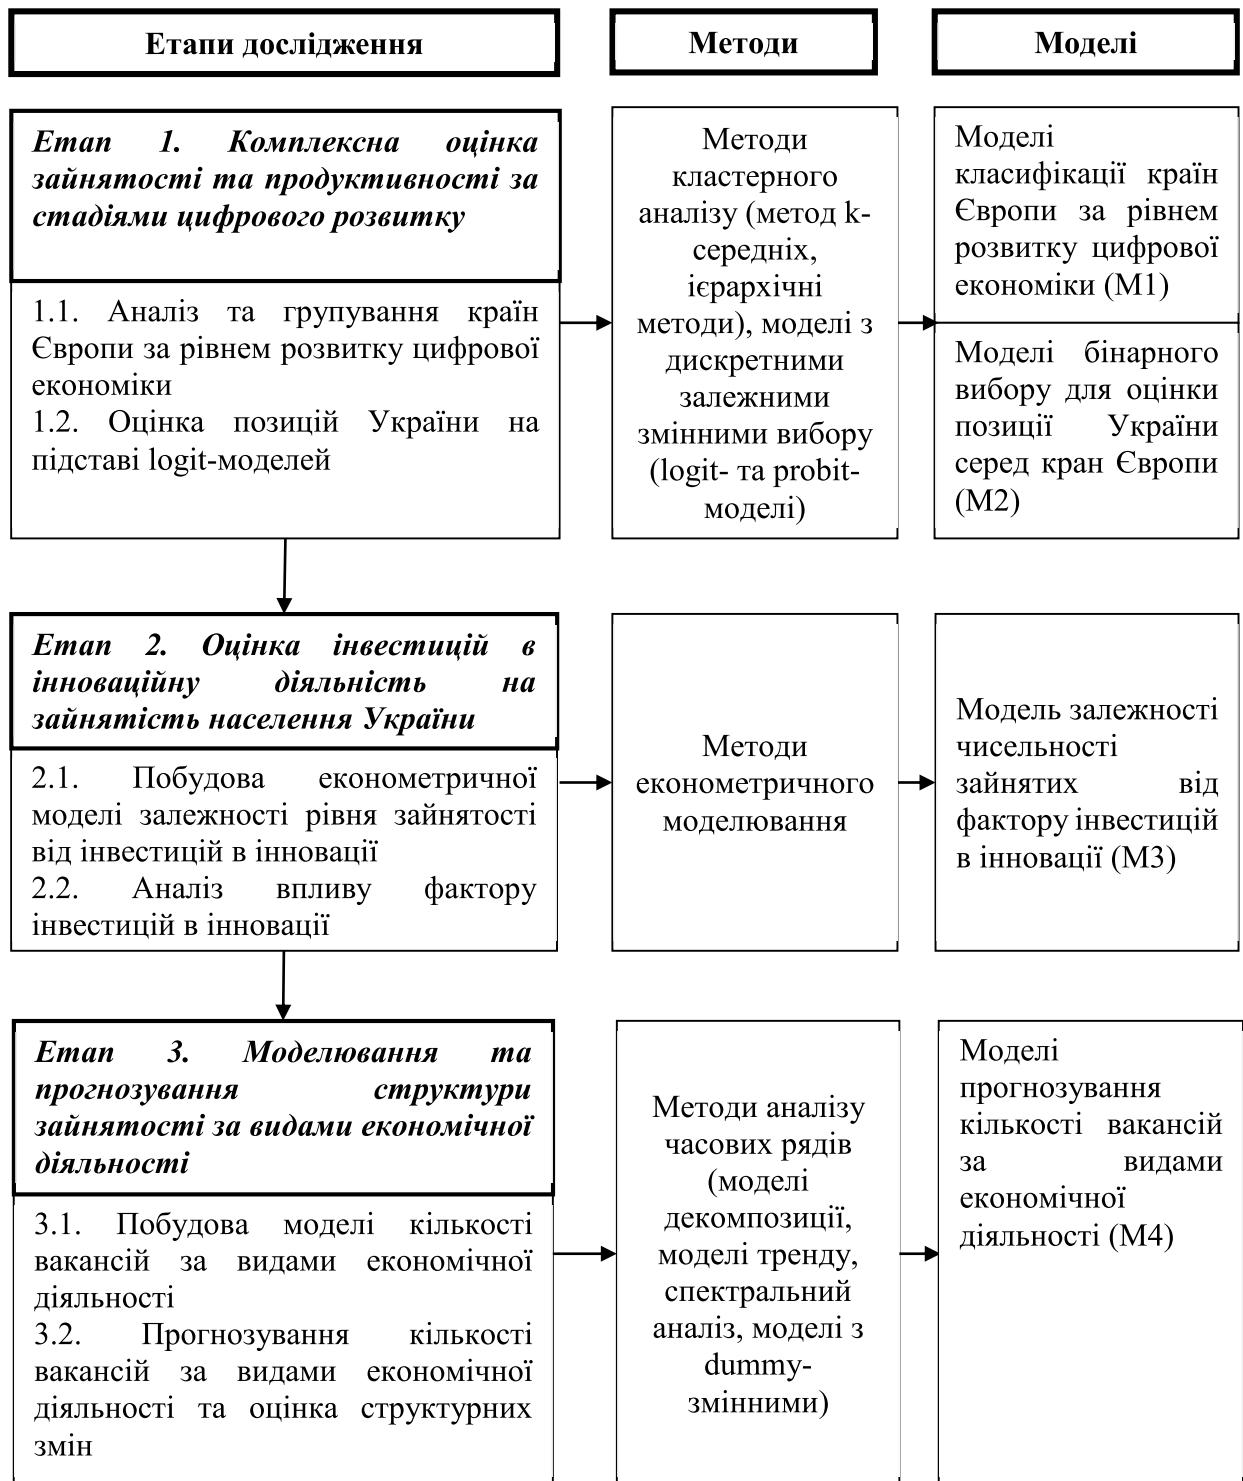 Етапи дослідження
Методи
Моделі
Етап 1. Комплексна оцінка
зайнятості та продуктивності за
стадіями цифрового розвитку
1.1. Аналіз та групування країн
Європи за рівнем розвитку цифрової
економіки
1.2. Оцінка позицій України на
підставі logit-моделей
Методи
кластерного
аналізу (метод k-
середніх,
ієрархічні
методи), моделі з
дискретними
залежними
змінними вибору
(logit- та probit-
моделі)
Моделі
класифікації країн
Європи за рівнем
розвитку цифрової
економіки (М1)
Моделі бінарного
вибору для оцінки
позиції України
серед кран Європи
(М2)
Етап 2. Оцінка інвестицій в
інноваційну діяльність на
зайнятість населення України
2.1. Побудова економетричної
моделі залежності рівня зайнятості
від інвестицій в інновації
2.2. Аналіз впливу фактору
інвестицій в інновації
Методи
економетричного
моделювання
Модель залежності
чисельності
зайнятих від
фактору інвестицій
в інновації (М3)
Етап 3. Моделювання та
прогнозування структури
зайнятості за видами економічної
діяльності
3.1. Побудова моделі кількості
вакансій за видами економічної
діяльності
3.2. Прогнозування кількості
вакансій за видами економічної
діяльності та оцінка структурних
змін
Методи аналізу
часових рядів
(моделі
декомпозиції,
моделі тренду,
спектральний
аналіз, моделі з
dummy-
змінними)
Моделі
прогнозування
кількості вакансій
за видами
економічної
діяльності (М4)